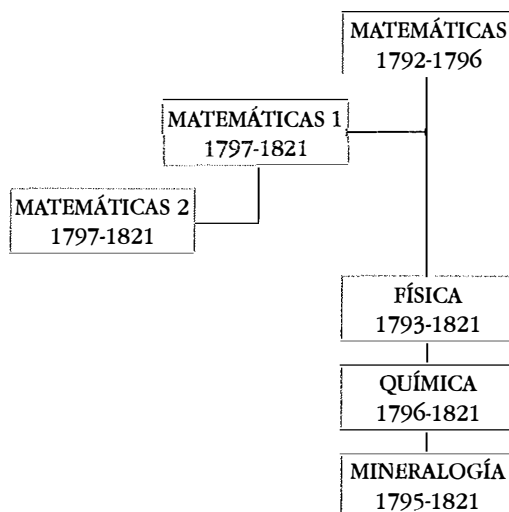 MATEMÁTICAS
1792-1796
MATEMÁTICAS 1
1797-1821
MATEMÁTICAS 2
1797-1821
FÍSICA
1793-1821
QUÍMICA
1796-1821
MINERALOGÍA
1795-1821